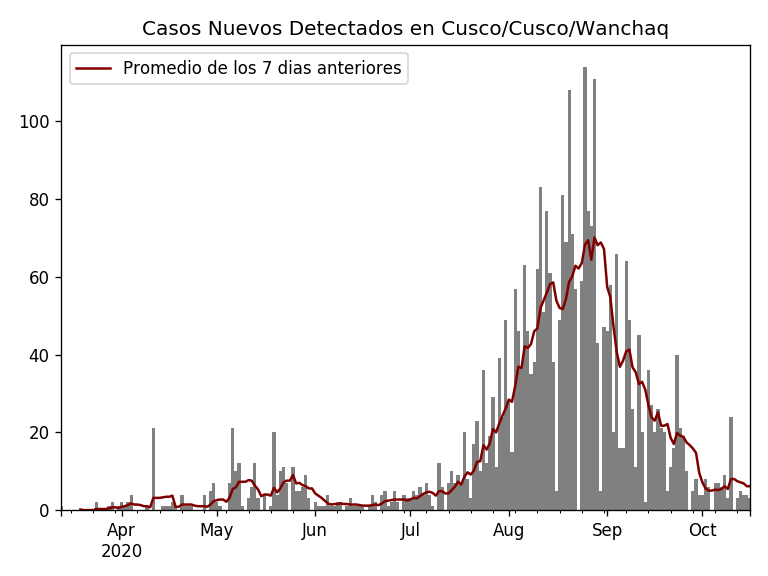 Casos Nuevos Detectados en Cusco/Cusco/Wanchaq
Promedio de los 7 dias anteriores
100
80
60
40
20
0
Apr May Jun Jul Aug Sep Oct
2020